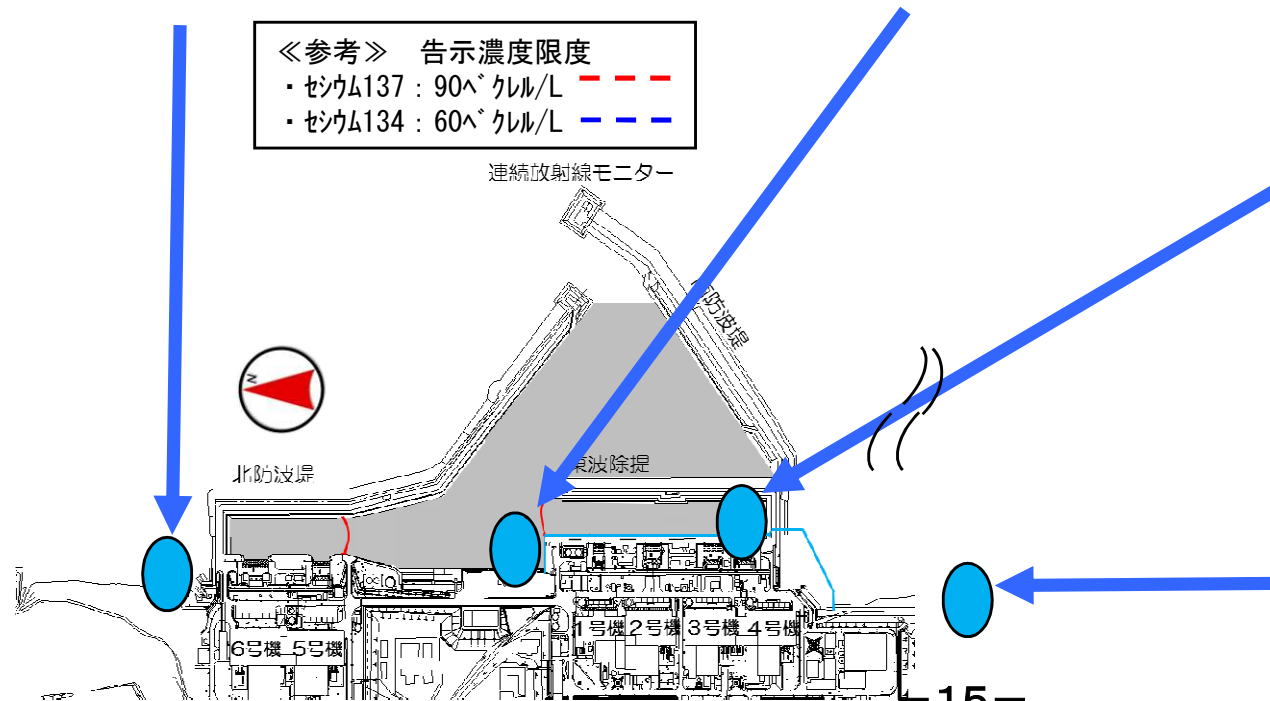 ≪参考≫ 告示濃度限度
・ｾｼｳﾑ137：90ﾍﾞｸﾚﾙ/L
・ｾｼｳﾑ134：60ﾍﾞｸﾚﾙ/L
連続放射線モニター
防波堤
N
東波除堤
北防波堤
6号機 5号機
1号機 2号機 3号機 4号機
-15-